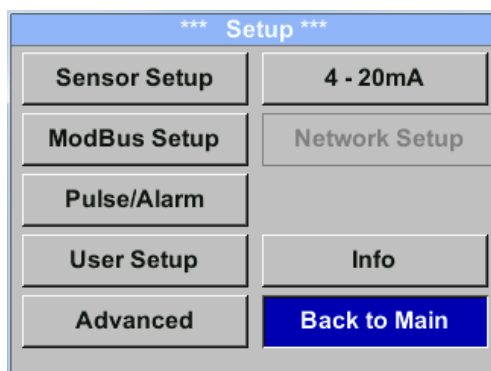 *** Setup ***
Sensor Setup
4 - 20mA
ModBus Setup
Network Setup
Pulse/Alarm
User Setup
Info
Advanced
Back to Main